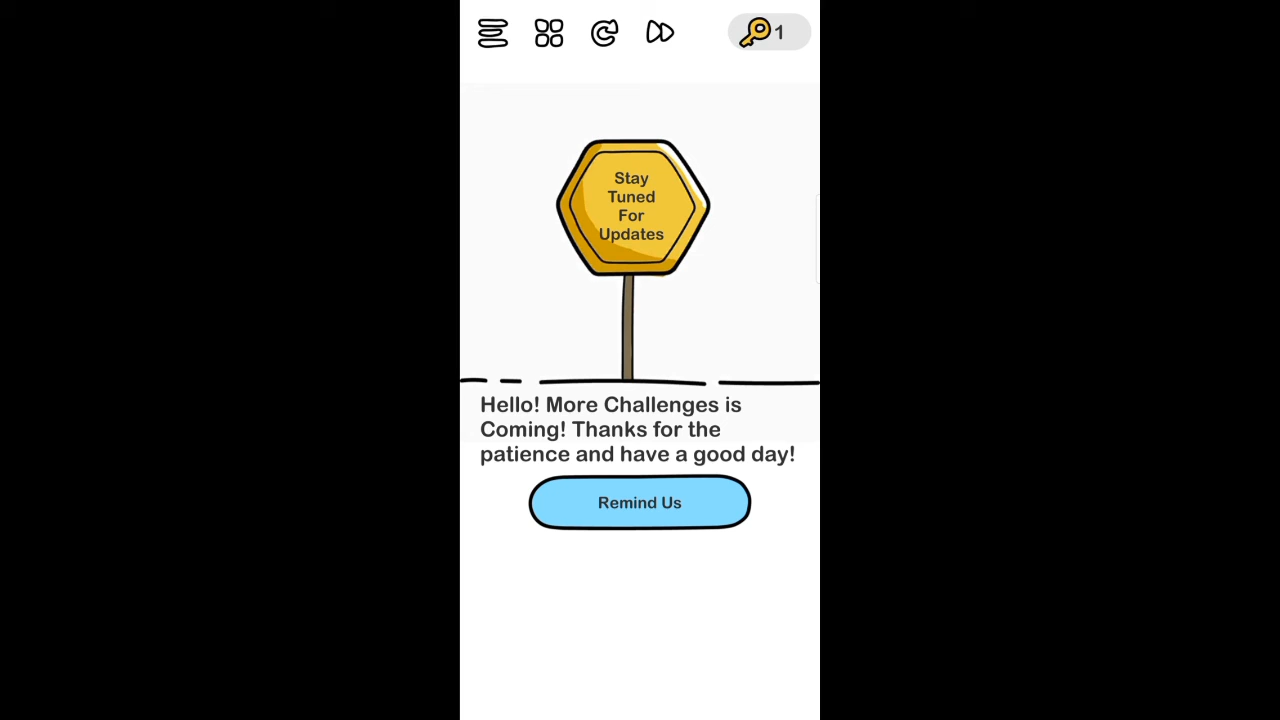 1
Stay
Tuned
For
Updates
Hello! More Challenges is
Coming! Thanks for the
patience and have a good day!
Remind Us